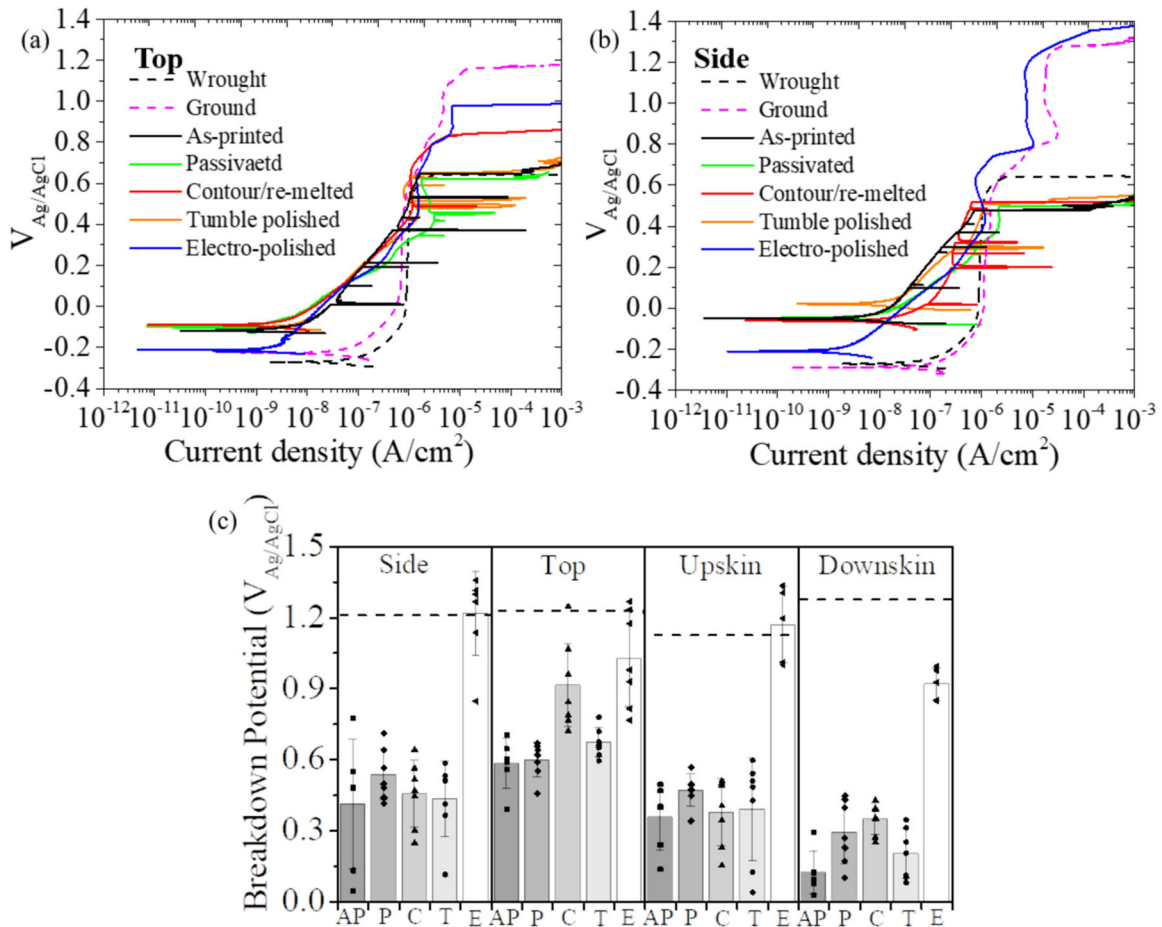 (a)
Top
Wrought
Ground
As-printed
Passivaetd
Contour/re-melted
Tumble polished
Electro-polished
V Ag/AgCl
1.4
1.2
1.0
0.8
0.6
0.4
0.2
0.0
-0.2
-0.4
10⁻¹² 10⁻¹¹ 10⁻¹⁰ 10⁻⁹ 10⁻⁸ 10⁻⁷ 10⁻⁶ 10⁻⁵ 10⁻⁴ 10⁻³
Current density (A/cm²)
(b)
Side
Wrought
Ground
As-printed
Passivated
Contour/re-melted
Tumble polished
Electro-polished
V Ag/AgCl
1.4
1.2
1.0
0.8
0.6
0.4
0.2
0.0
-0.2
-0.4
10⁻¹² 10⁻¹¹ 10⁻¹⁰ 10⁻⁹ 10⁻⁸ 10⁻⁷ 10⁻⁶ 10⁻⁵ 10⁻⁴ 10⁻³
Current density (A/cm²)
(c)
Breakdown Potential (V Ag/AgCl)
1.5
1.2
0.9
0.6
0.3
0.0
Side Top Upskin Downskin
AP P C T E AP P C T E AP P C T E AP P C T E